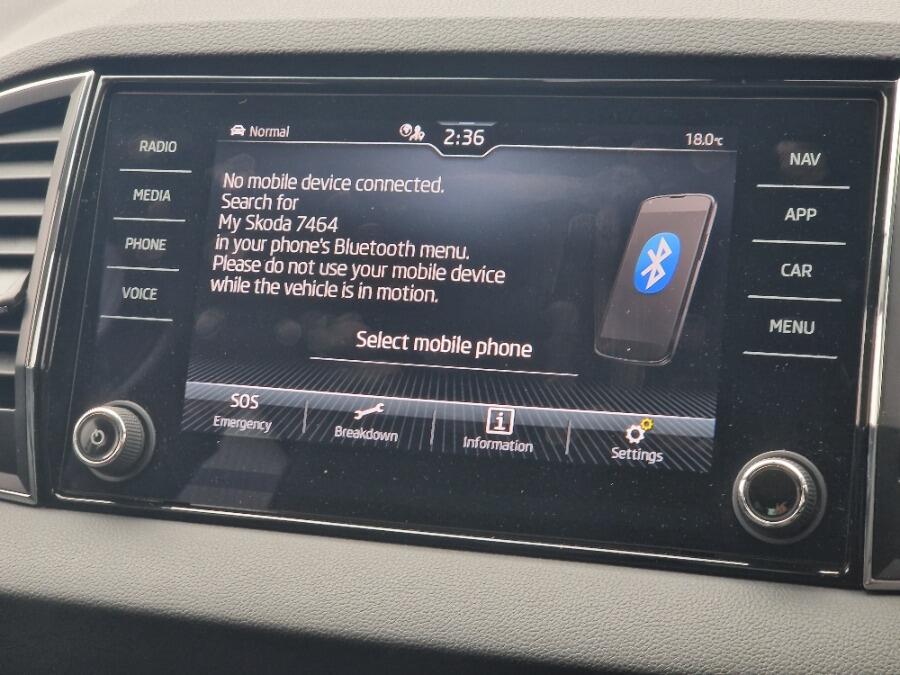 RADIO
MEDIA
PHONE
VOICE
Normal
2:36
18.0°C
No mobile device connected.
Search for
My Skoda 7464
in your phone's Bluetooth menu.
Please do not use your mobile device
while the vehicle is in motion.
Select mobile phone
SOS
Emergency
Breakdown
i
Information
Settings
NAV
APP
CAR
MENU